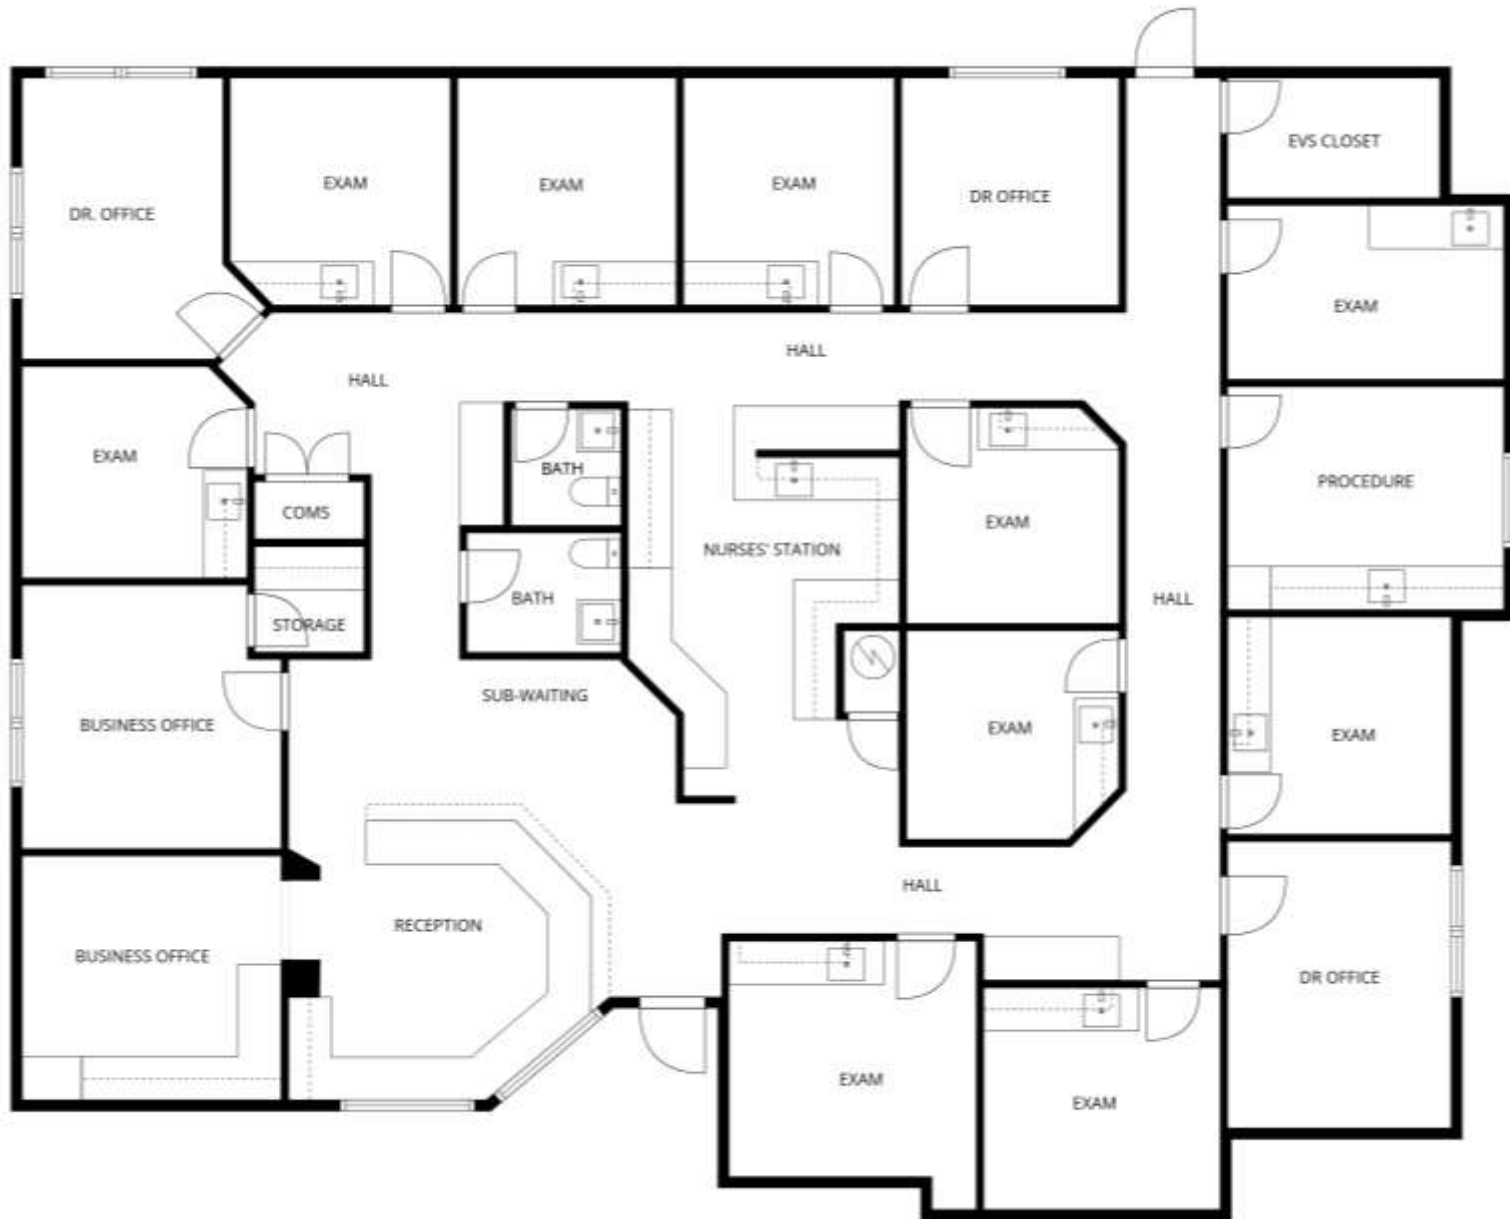 EVS CLOSET
EXAM
EXAM
EXAM
DR OFFICE
DR. OFFICE
EXAM
HALL
HALL
EXAM
BATH
PROCEDURE
COMS
EXAM
NURSES' STATION
BATH
HALL
STORAGE
SUB-WAITING
BUSINESS OFFICE
EXAM
EXAM
HALL
RECEPTION
BUSINESS OFFICE
DR OFFICE
EXAM
EXAM